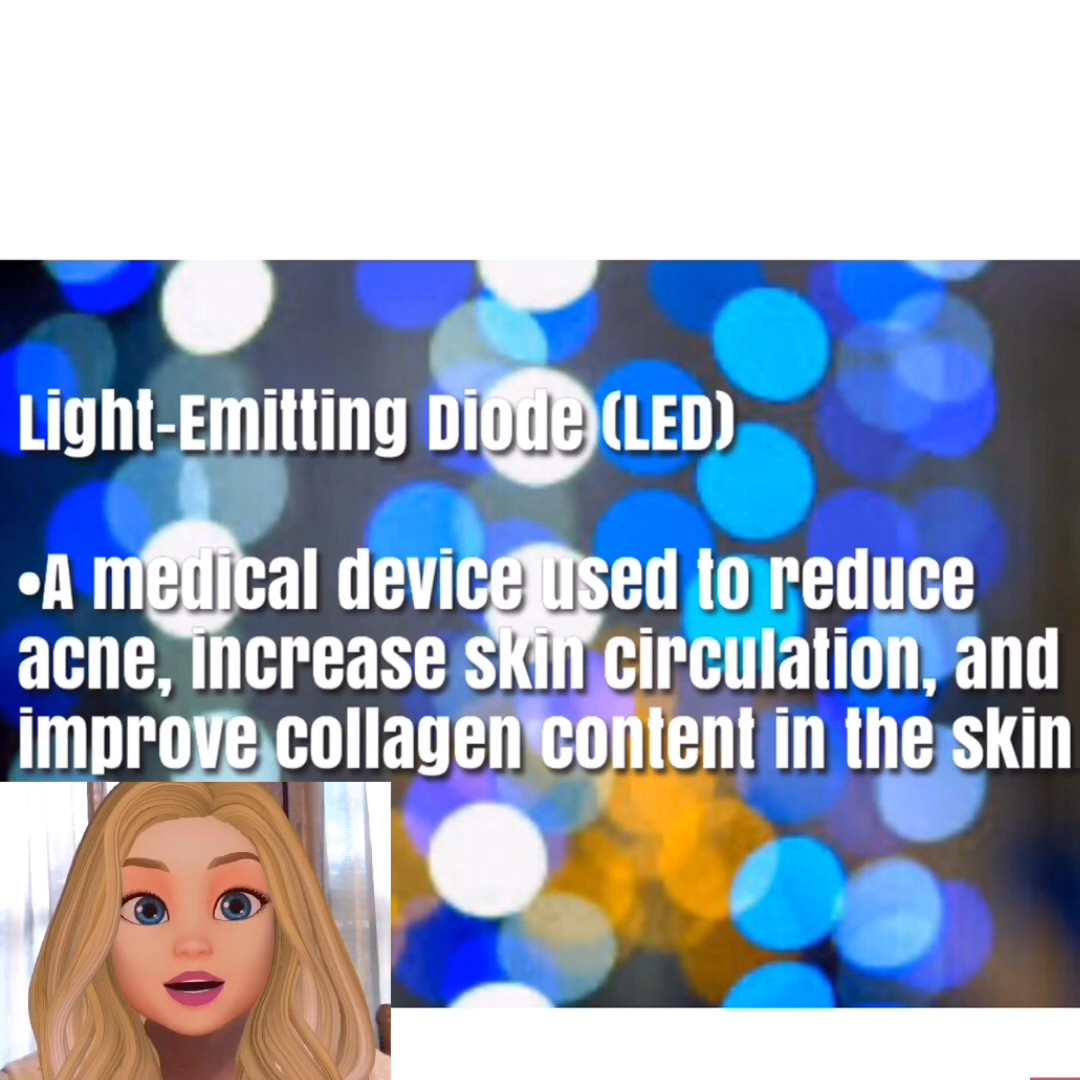 Light-Emitting Diode (LED)
•A medical device used to reduce
acne, increase skin circulation, and
improve collagen content in the skin